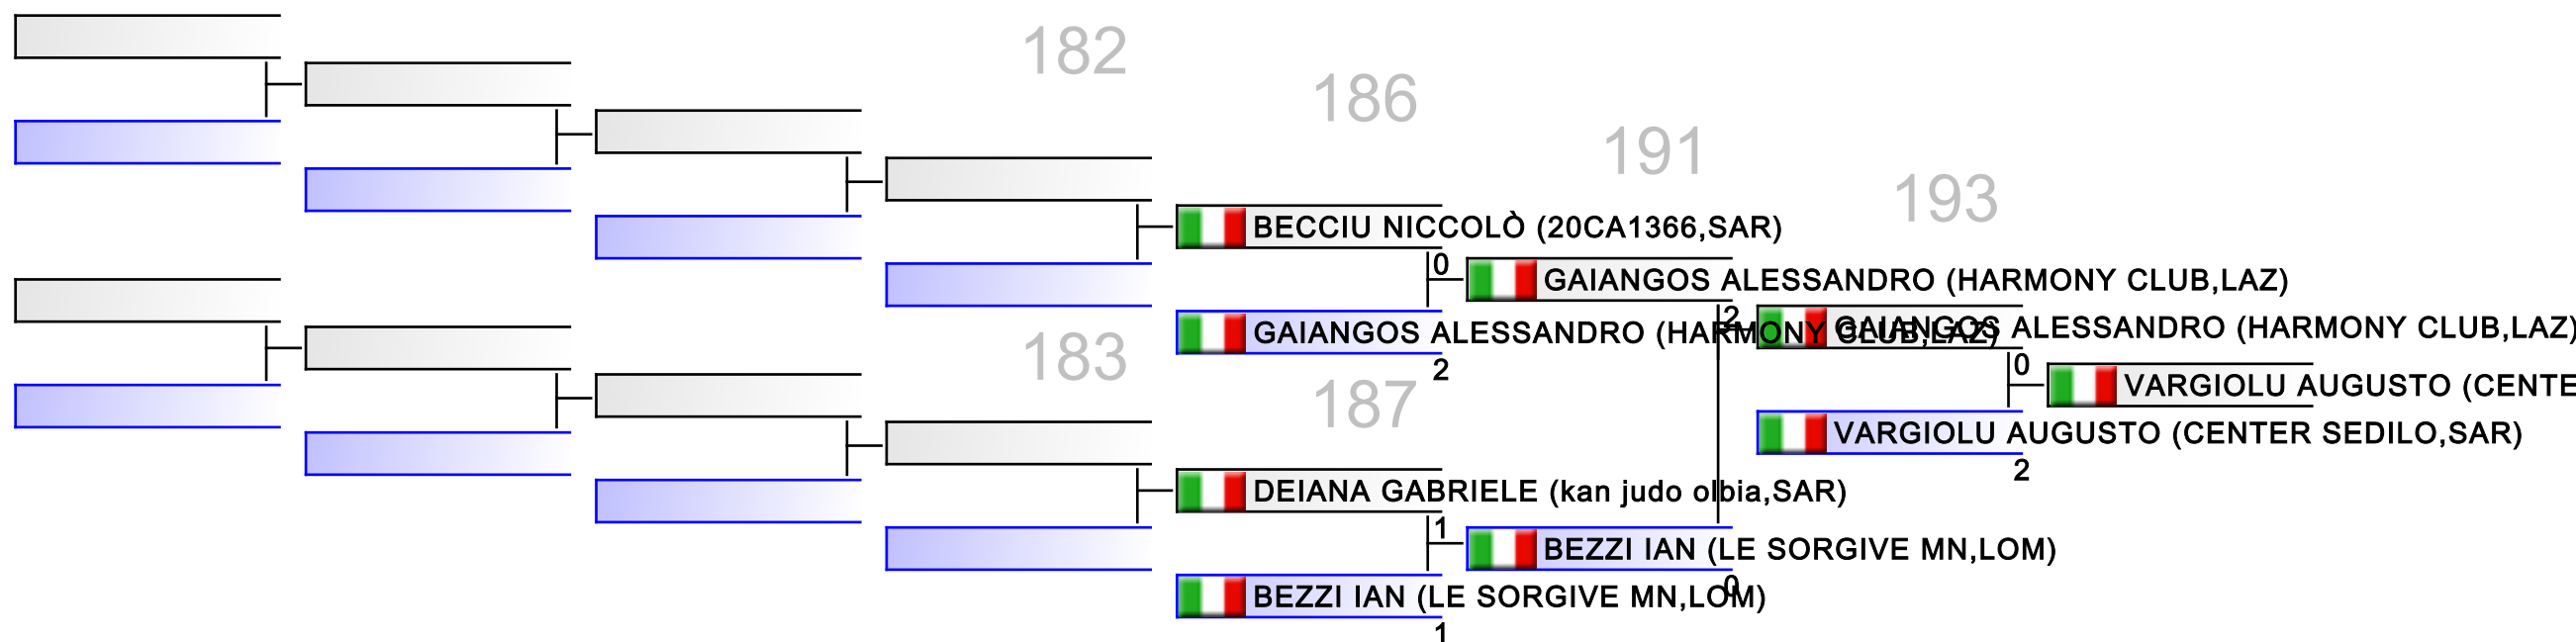 182
186
191
193
BECCIU NICCOLÒ (20CA1366,SAR)
0
GAIANGOS ALESSANDRO (HARMONY CLUB,LAZ)
2
GAIANGOS ALESSANDRO (HARMONY CLUB,LAZ)
GAIANGOS ALESSANDRO (HARMONY CLUB,LAZ)
2
0
VARGIOLU AUGUSTO (CENTE
VARGIOLU AUGUSTO (CENTER SEDILO,SAR)
2
183
187
DEIANA GABRIELE (kan judo olbia,SAR)
1
BEZZI IAN (LE SORGIVE MN,LOM)
0
BEZZI IAN (LE SORGIVE MN,LOM)
1